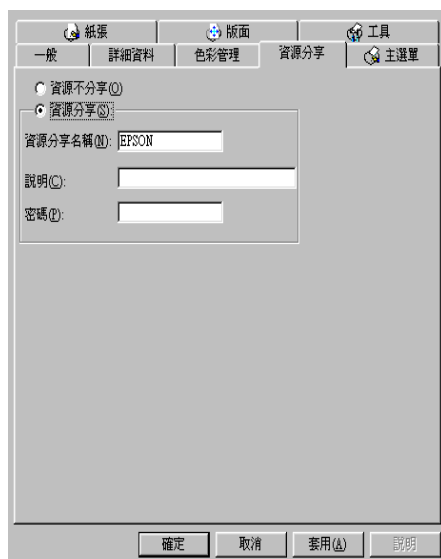 紙張 版面 工具
一般 詳細資料 色彩管理 資源分享 主選單
資源不分享(O)
資源分享(S):
資源分享名稱(N): EPSON
說明(C):
密碼(P):
確定 取消 套用(A) 說明